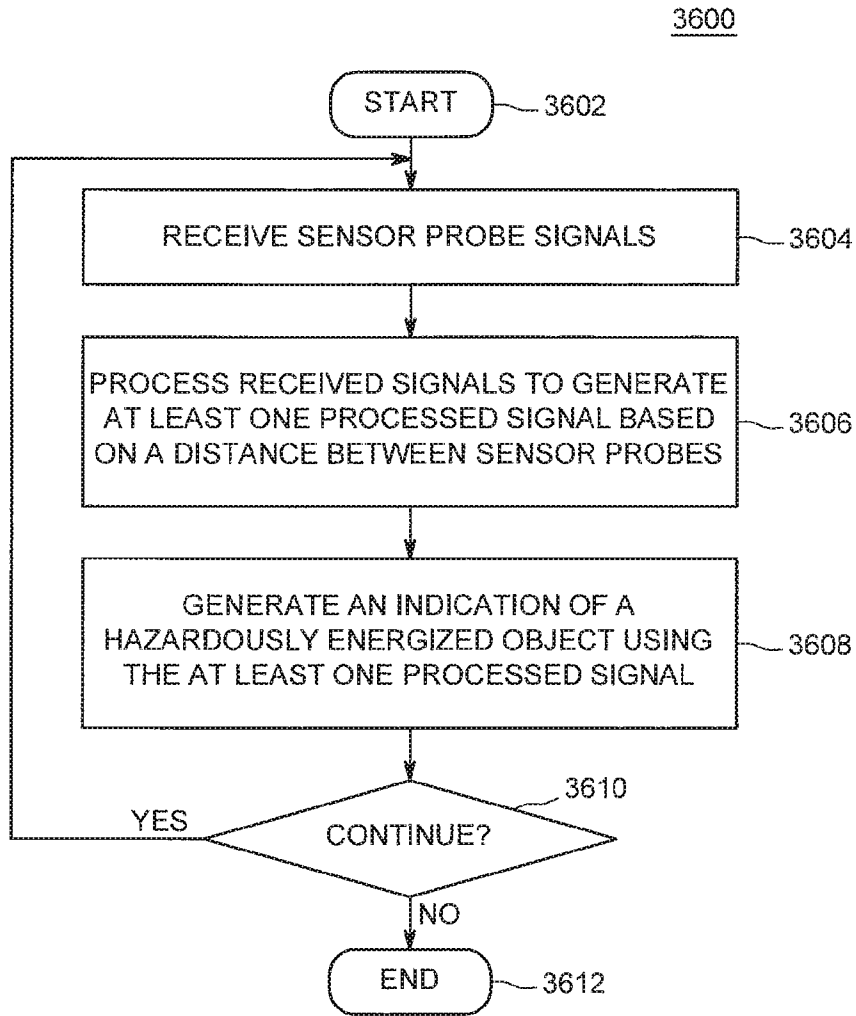 3600
START
3602
RECEIVE SENSOR PROBE SIGNALS
3604
PROCESS RECEIVED SIGNALS TO GENERATE
AT LEAST ONE PROCESSED SIGNAL BASED
ON A DISTANCE BETWEEN SENSOR PROBES
3606
GENERATE AN INDICATION OF A
HAZARDOUSLY ENERGIZED OBJECT USING
THE AT LEAST ONE PROCESSED SIGNAL
3608
3610
YES
CONTINUE?
NO
END
3612